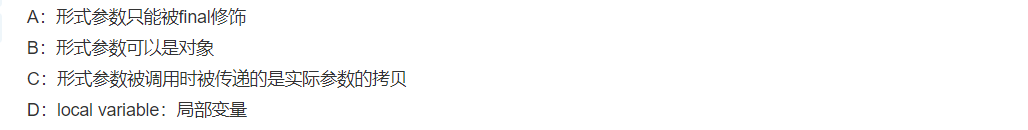 A：形式参数只能被final修饰
B：形式参数可以是对象
C：形式参数被调用时被传递的是实际参数的拷贝
D：local variable：局部变量